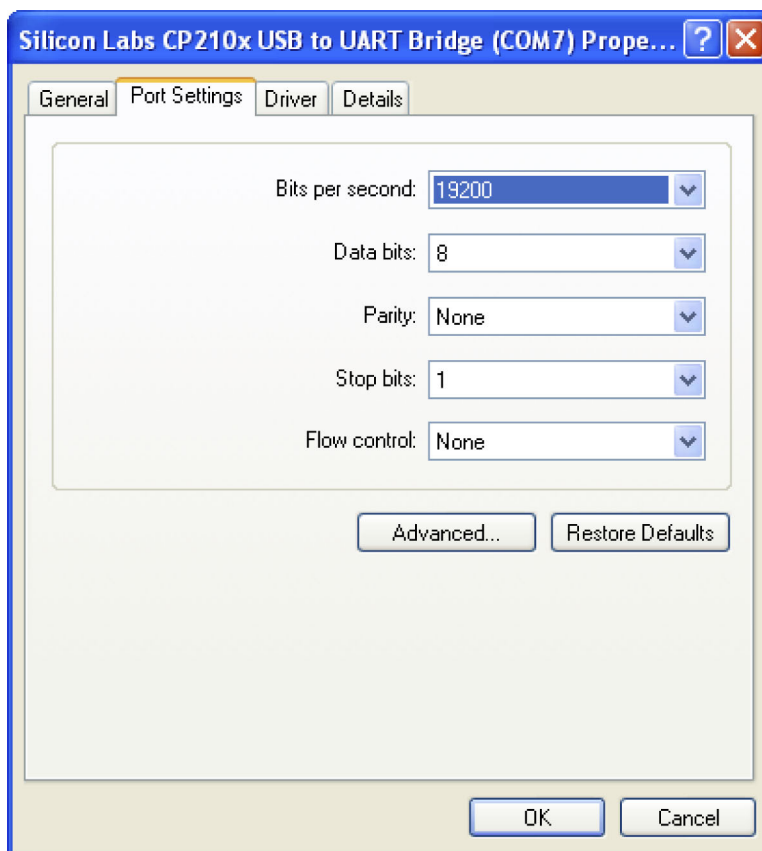 Silicon Labs CP210x USB to UART Bridge (COM7) Prope... ?
General Port Settings Driver Details
Bits per second: 19200
Data bits: 8
Parity: None
Stop bits: 1
Flow control: None
Advanced... Restore Defaults
OK Cancel